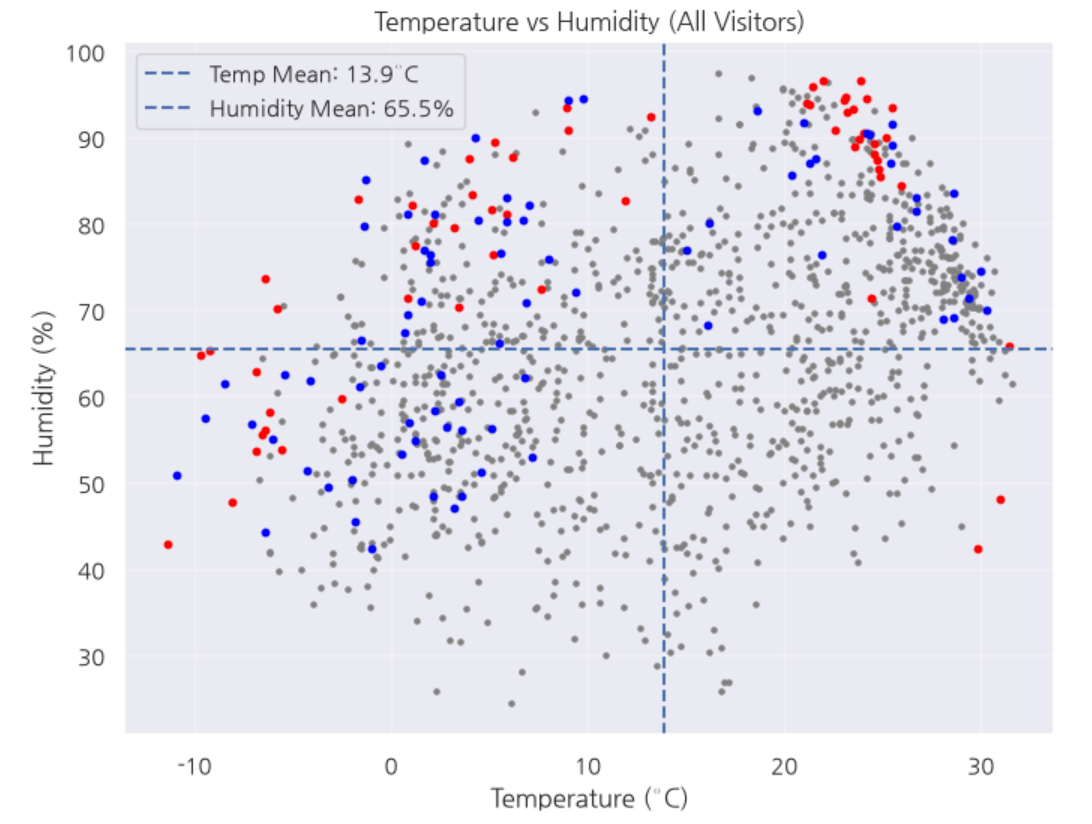 Temperature vs Humidity (All Visitors)
Temp Mean: 13.9°C
Humidity Mean: 65.5%
100
90
80
70
60
50
40
30
Humidity (%)
-10 0 10 20 30
Temperature (°C)